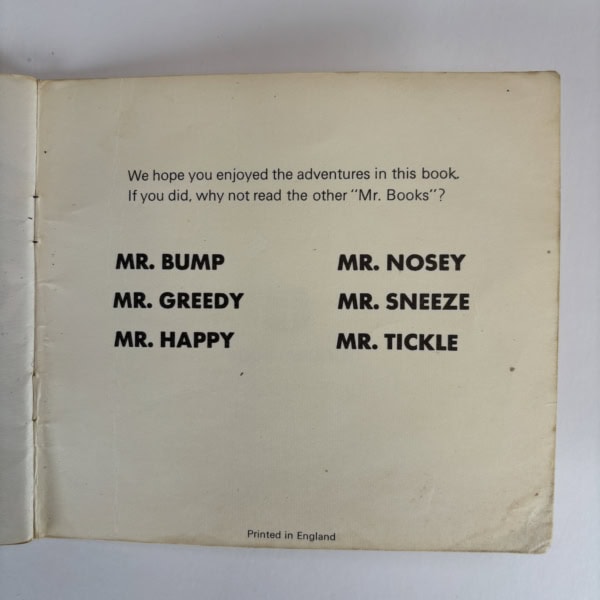 We hope you enjoyed the adventures in this book.
If you did, why not read the other "Mr. Books"?
MR. BUMP
MR. GREEDY
MR. HAPPY
MR. NOSEY
MR. SNEEZE
MR. TICKLE
Printed in England